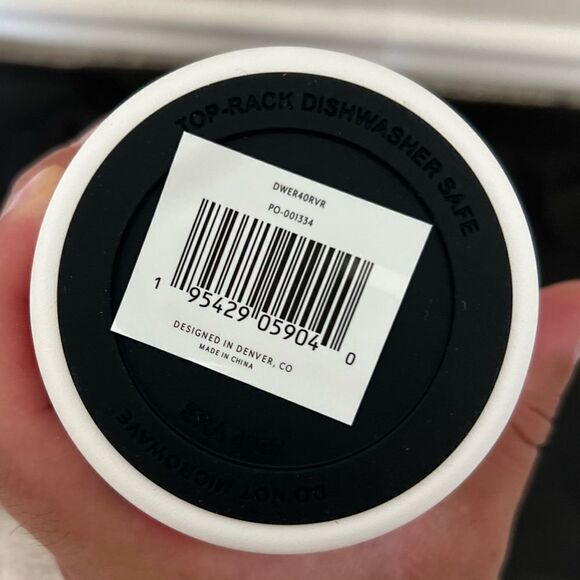 TOP-RACK DISHWASHER SAFE
DWER40RVR
PO-001334
1 95429 05904 0
DESIGNED IN DENVER, CO
MADE IN CHINA
DO NOT MICROWAVE